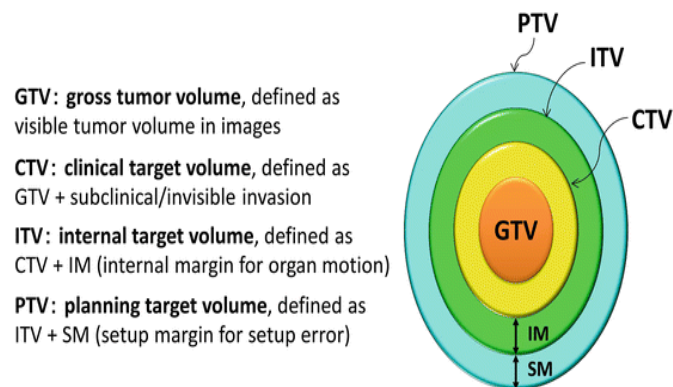 GTV: gross tumor volume, defined as
visible tumor volume in images
CTV: clinical target volume, defined as
GTV + subclinical/invisible invasion
ITV: internal target volume, defined as
CTV + IM (internal margin for organ motion)
PTV: planning target volume, defined as
ITV + SM (setup margin for setup error)
PTV
ITV
CTV
GTV
IM
SM